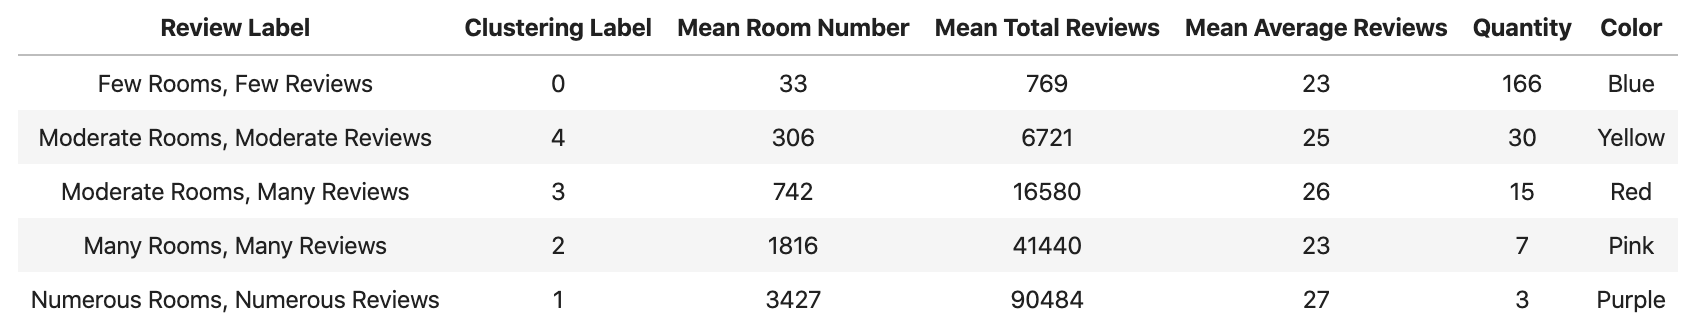 Review Label Clustering Label Mean Room Number Mean Total Reviews Mean Average Reviews Quantity Color
Few Rooms, Few Reviews 0 33 769 23 166 Blue
Moderate Rooms, Moderate Reviews 4 306 6721 25 30 Yellow
Moderate Rooms, Many Reviews 3 742 16580 26 15 Red
Many Rooms, Many Reviews 2 1816 41440 23 7 Pink
Numerous Rooms, Numerous Reviews 1 3427 90484 27 3 Purple